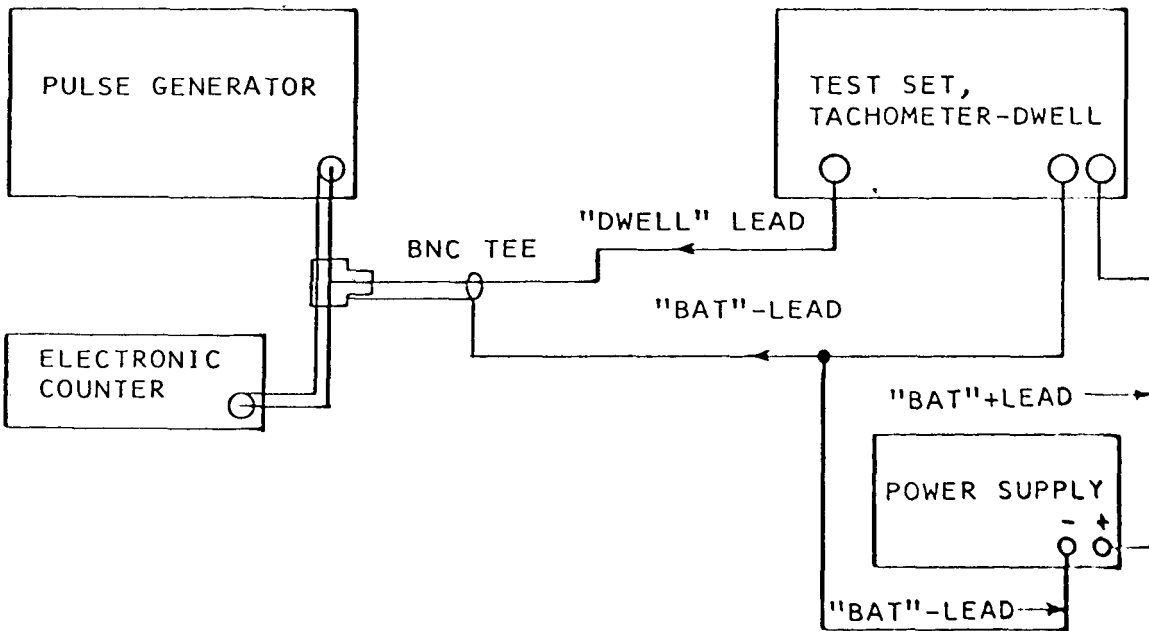 PULSE GENERATOR
TEST SET,
TACHOMETER-DWELL
"DWELL" LEAD
BNC TEE
"BAT"-LEAD
ELECTRONIC
COUNTER
"BAT"+LEAD
POWER SUPPLY
- +
"BAT"-LEAD